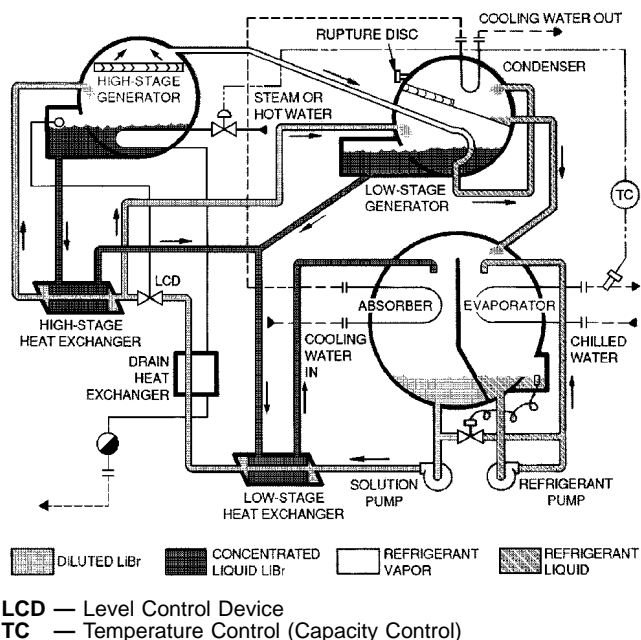 COOLING WATER OUT
RUPTURE DISC
CONDENSER
HIGH-STAGE
GENERATOR
STEAM OR
HOT WATER
TC
LOW-STAGE
GENERATOR
LCD
HIGH-STAGE
HEAT EXCHANGER
ABSORBER
EVAPORATOR
COOLING
WATER
IN
CHILLED
WATER
DRAIN
HEAT
EXCHANGER
SOLUTION
PUMP
REFRIGERANT
PUMP
LOW-STAGE
HEAT EXCHANGER
DILUTED LiBr
CONCENTRATED
LIQUID LIBr
REFRIGERANT
VAPOR
REFRIGERANT
LIQUID
LCD — Level Control Device
TC — Temperature Control (Capacity Control)